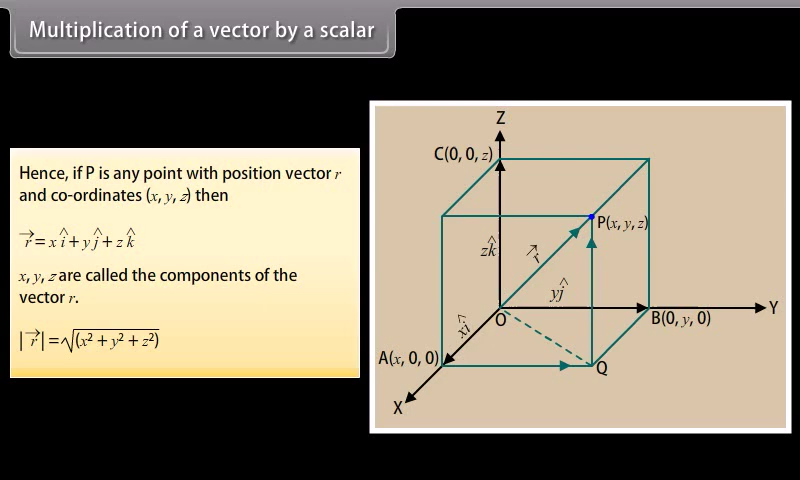 Multiplication of a vector by a scalar
Hence, if P is any point with position vector r
and co-ordinates (x, y, z) then
r⃗ = x î + y ĵ + z k̂
x, y, z are called the components of the
vector r.
|r⃗| = √(x² + y² + z²)
Z
C(0, 0, z)
P(x, y, z)
zk̂
r⃗
yĵ
Y
O
B(0, y, 0)
xî
A(x, 0, 0)
Q
X